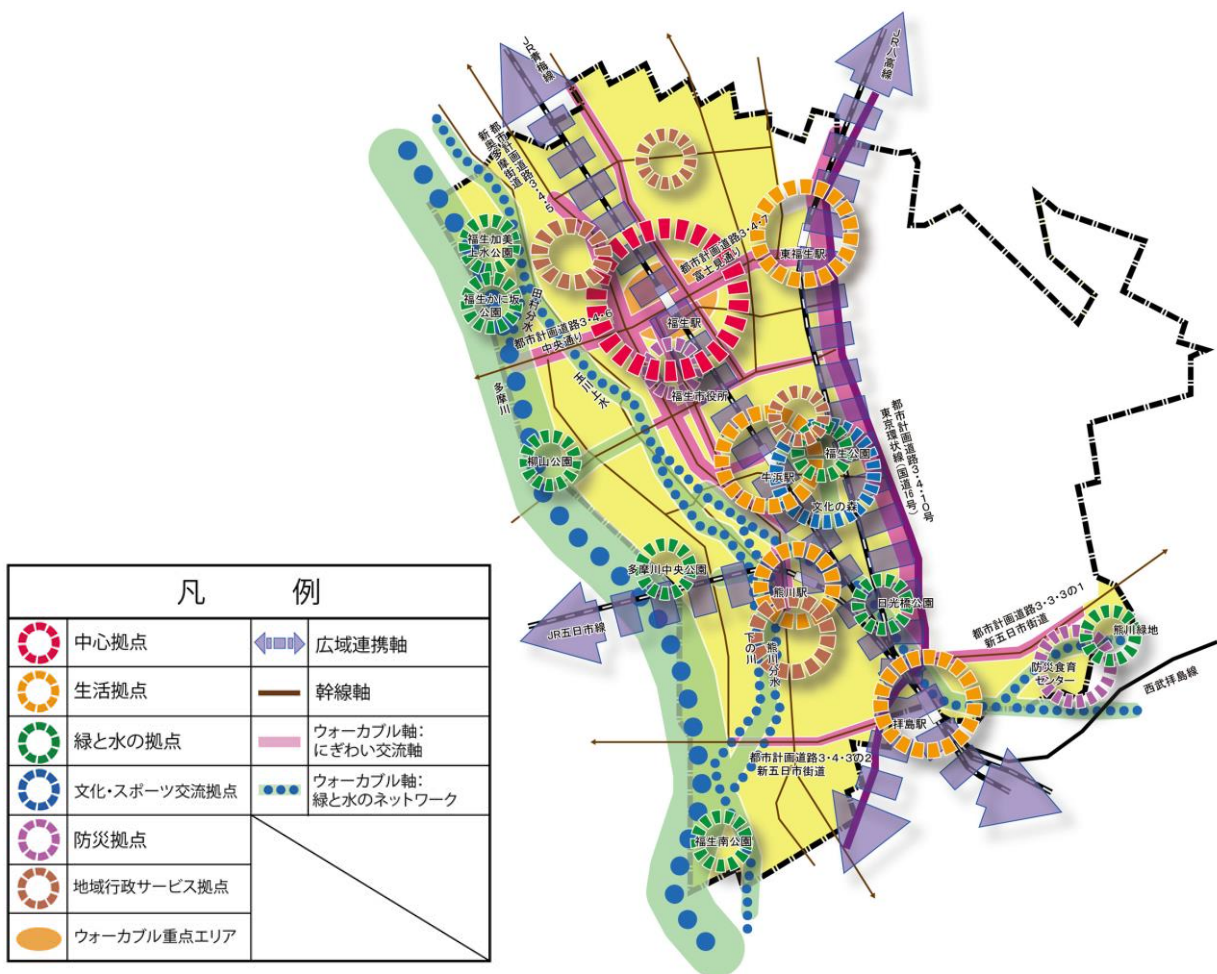 JR青梅線
JR八高線
都市計画道路3・4・5
新奥多摩街道
福生加美
上水公園
福生かに坂
公園
田村分水
都市計画道路3・4・7
富士見通り
東福生駅
福生駅
都市計画道路3・4・6
中央通り
多摩川
玉川上水
福生市役所
都市計画道路3・4・10号
東京環状線(国道16号)
柳山公園
牛浜駅
福生公園
文化の森
多摩川中央公園
熊川駅
日光橋公園
JR五日市線
下の川
熊川分水
都市計画道路3・3・3の1
新五日市街道
熊川緑地
防災食育
センター
西武拝島線
拝島駅
都市計画道路3・4・3の2
新五日市街道
福生南公園
凡 例
中心拠点
広域連携軸
生活拠点
幹線軸
緑と水の拠点
ウォーカブル軸:
にぎわい交流軸
文化・スポーツ交流拠点
ウォーカブル軸:
緑と水のネットワーク
防災拠点
地域行政サービス拠点
ウォーカブル重点エリア